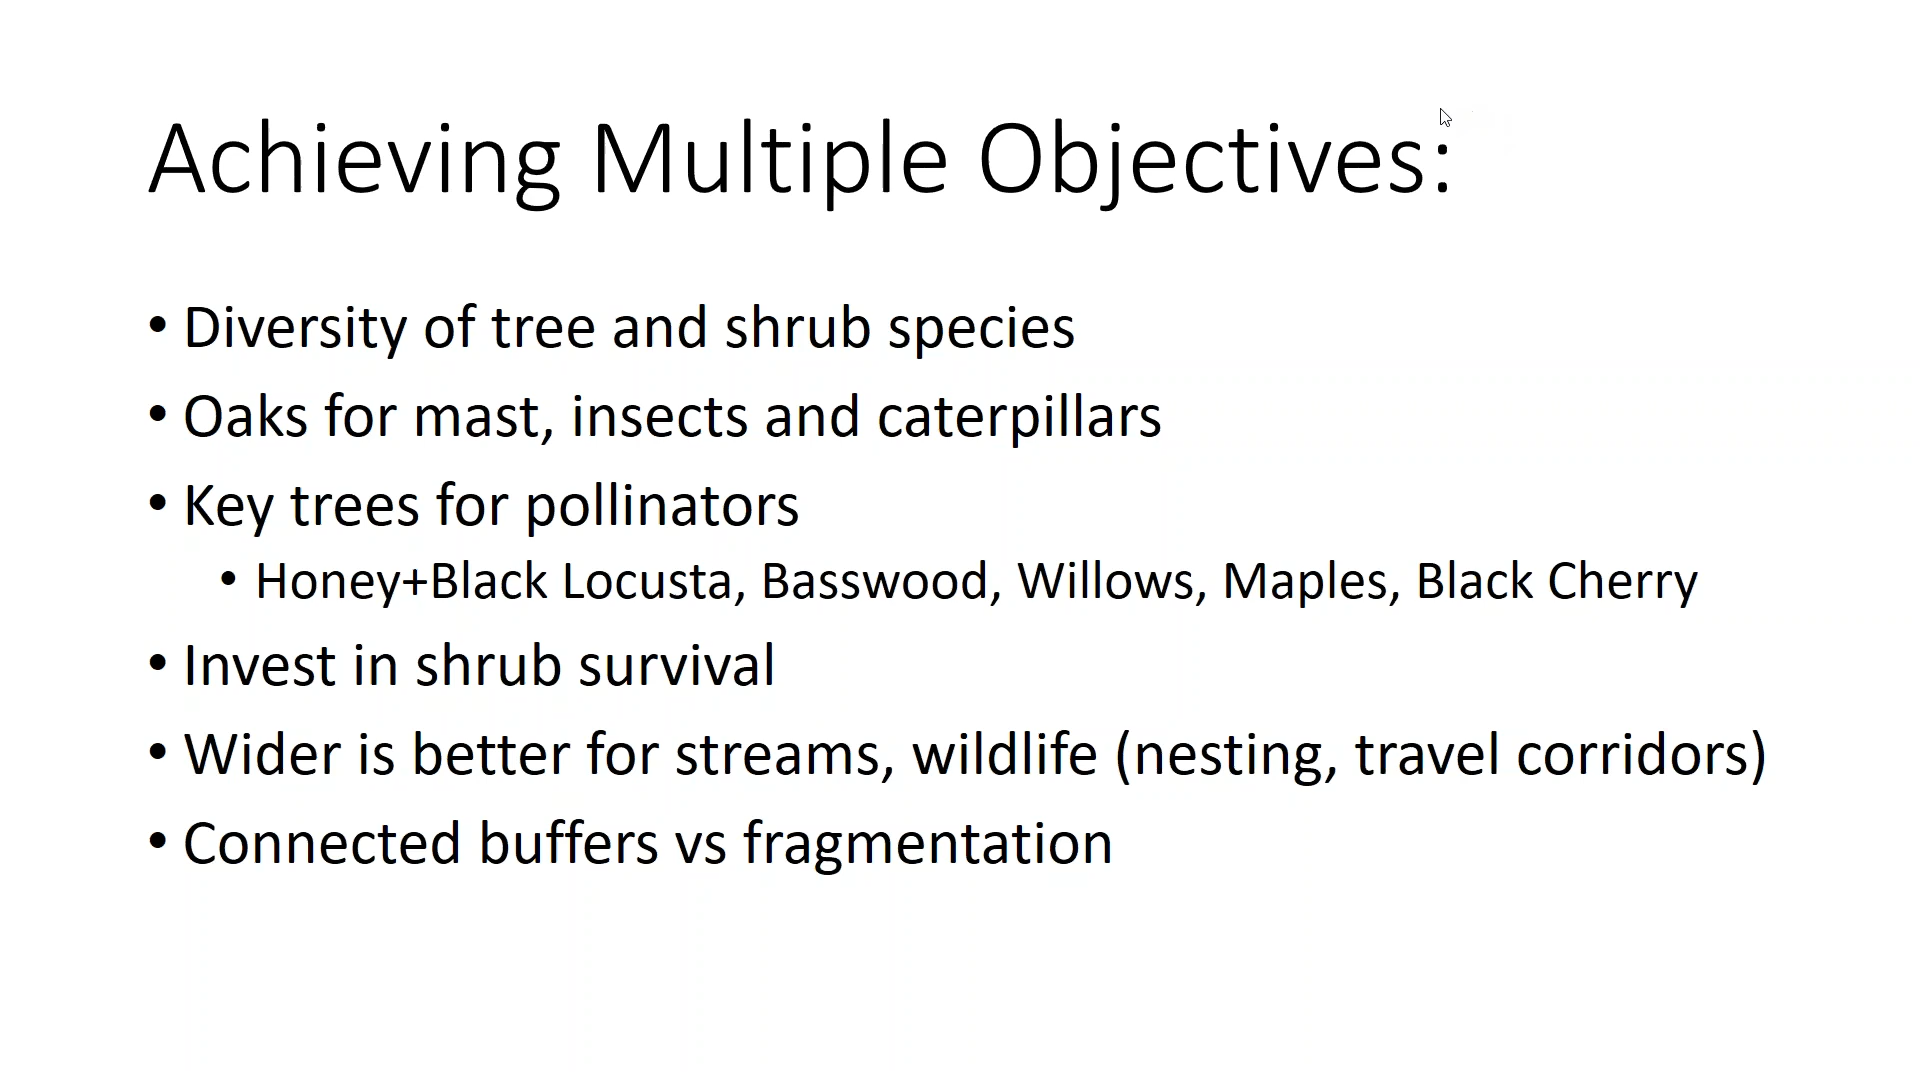 Achieving Multiple Objectives:
• Diversity of tree and shrub species
• Oaks for mast, insects and caterpillars
• Key trees for pollinators
• Honey+Black Locusta, Basswood, Willows, Maples, Black Cherry
• Invest in shrub survival
• Wider is better for streams, wildlife (nesting, travel corridors)
• Connected buffers vs fragmentation